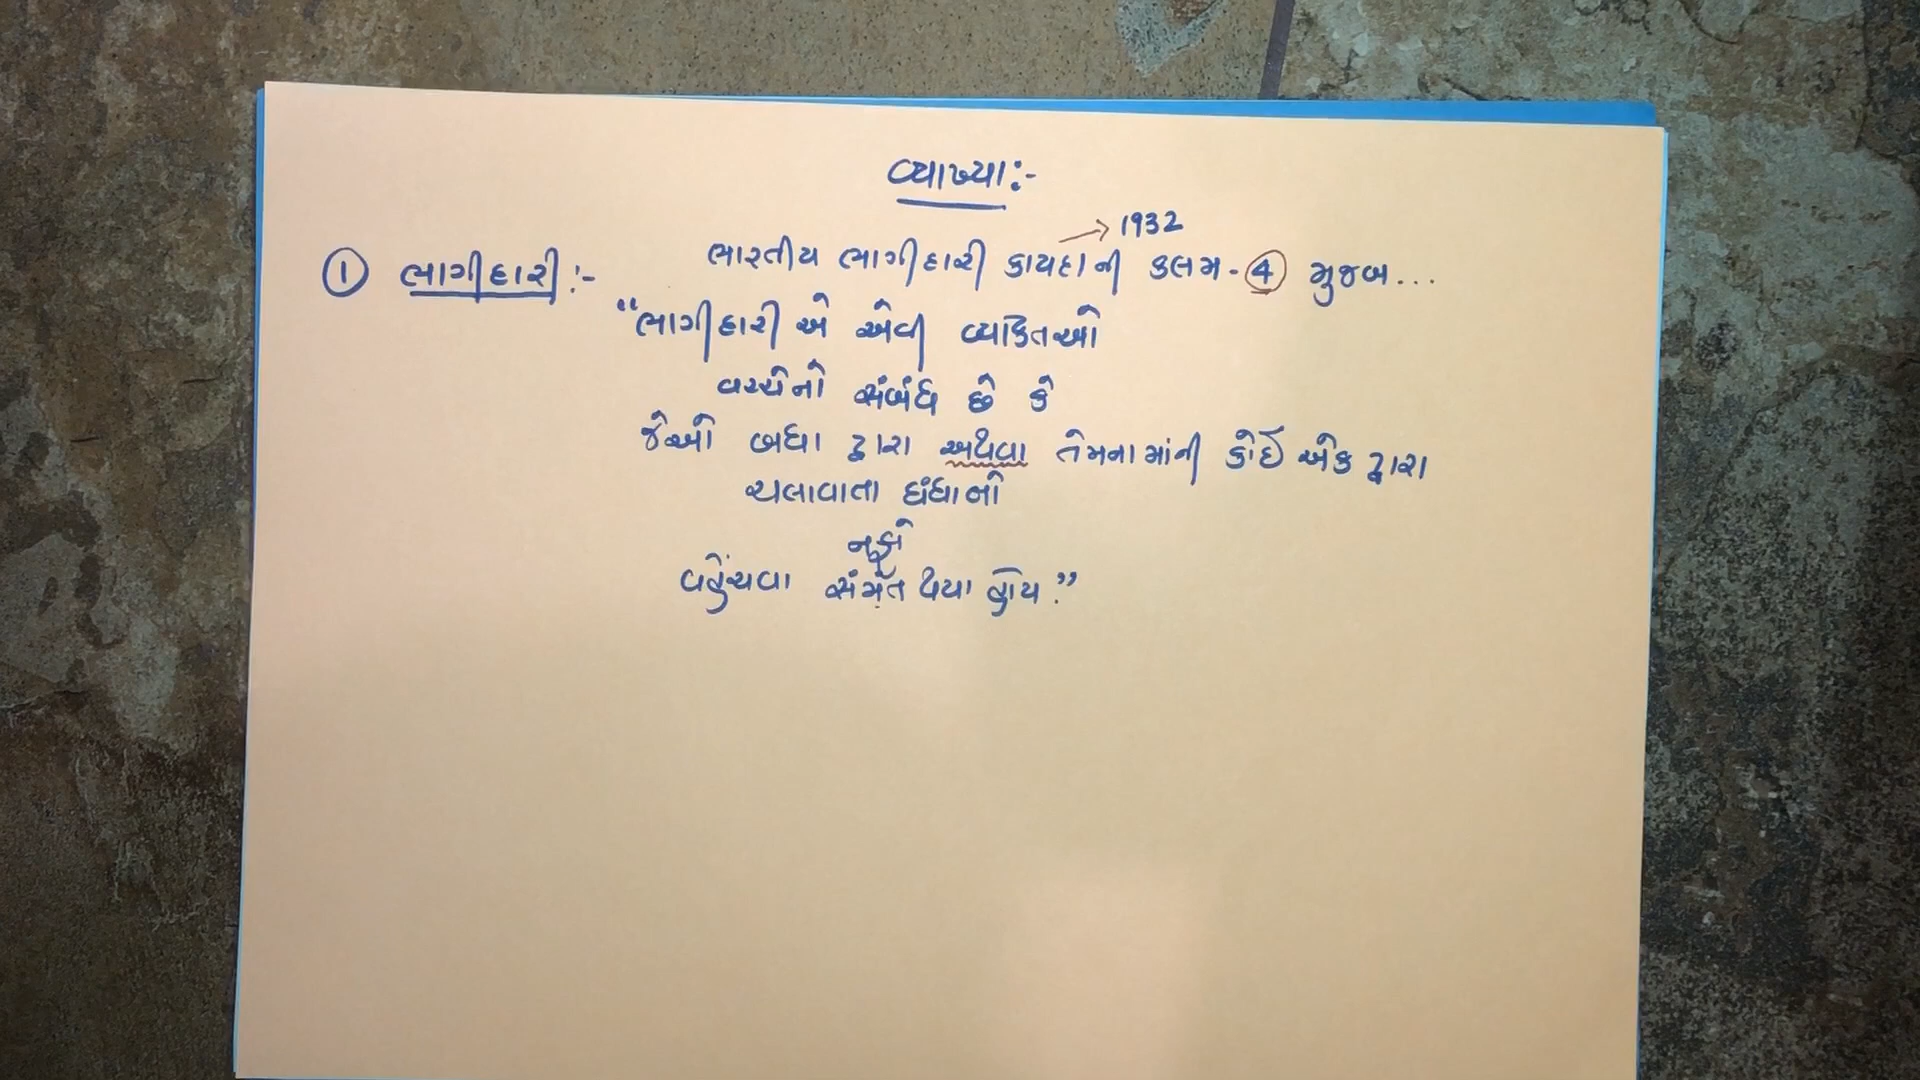 વ્યાખ્યા:-
→ 1932
① ભાગીદારી:- ભારતીય ભાગીદારી કાયદાની કલમ-④ મુજબ...
"ભાગીદારી એ એવી વ્યકિતઓ
વચ્ચેનો સંબંધ છે કે
જેઓ બધા દ્વારા અથવા તેમનામાંની કોઈ એક દ્વારા
ચલાવાતા ધંધાનો
નફો
વહેંચવા સંમત થયા હોય."